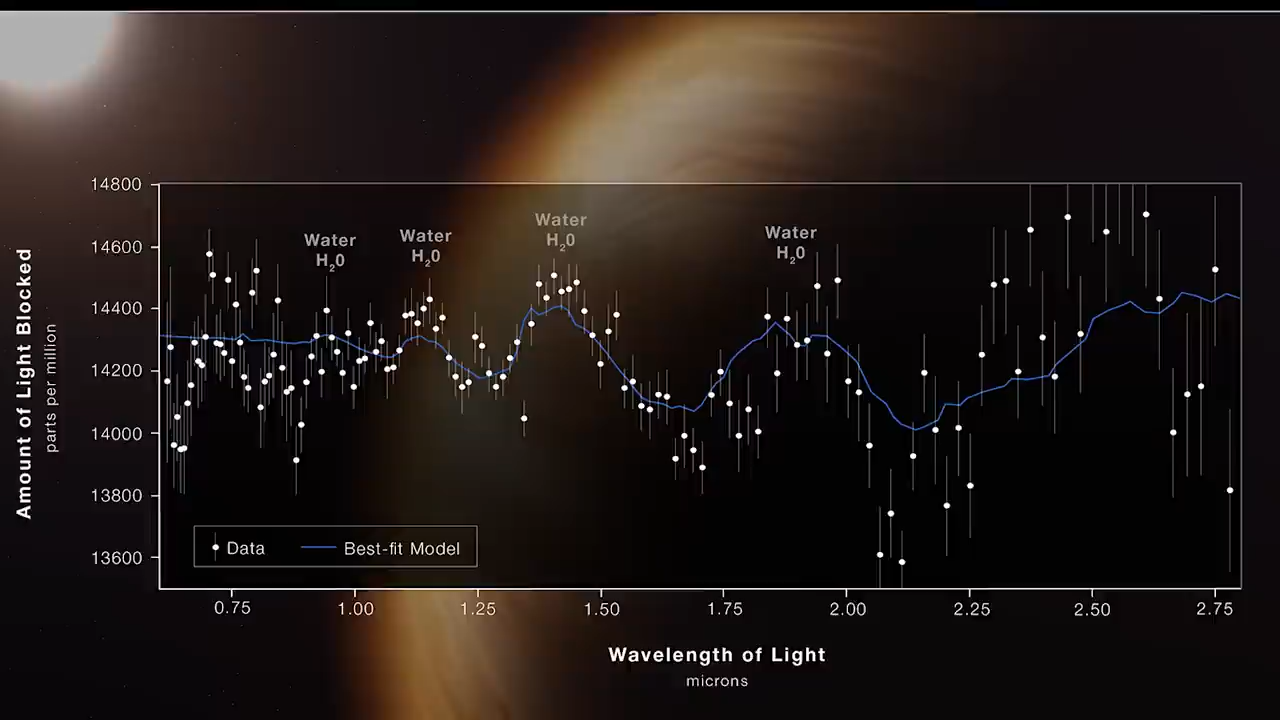 14800
14600
14400
14200
14000
13800
13600
Amount of Light Blocked
parts per million
Water
H₂0
Water
H₂0
Water
H₂0
Water
H₂0
Data
Best-fit Model
0.75
1.00
1.25
1.50
1.75
2.00
2.25
2.50
2.75
Wavelength of Light
microns